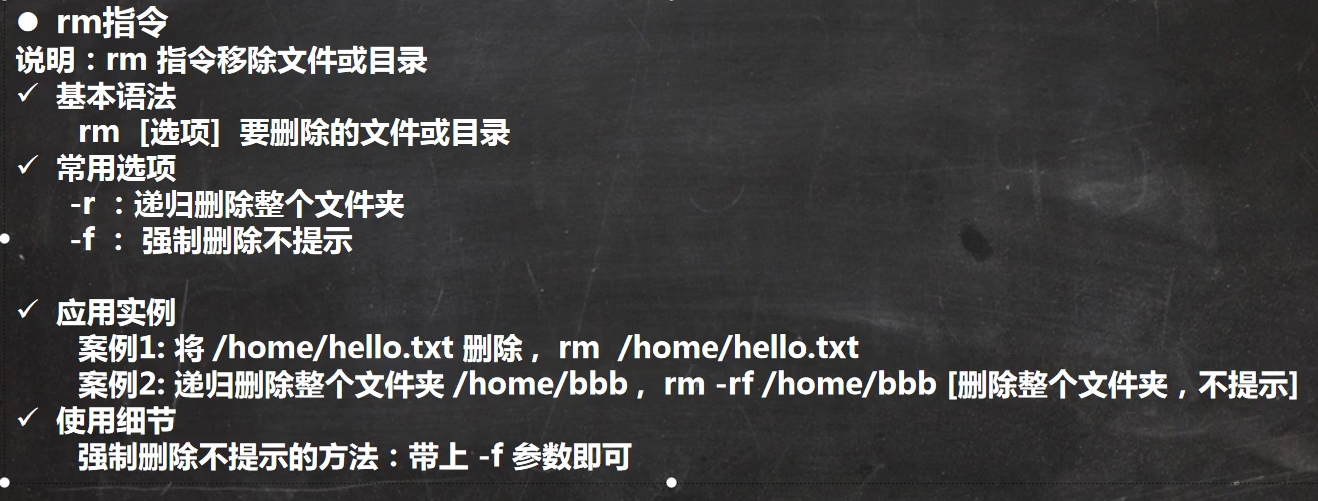 ● rm指令
说明：rm 指令移除文件或目录
✓ 基本语法
rm [选项] 要删除的文件或目录
✓ 常用选项
-r ：递归删除整个文件夹
-f ： 强制删除不提示
✓ 应用实例
案例1: 将 /home/hello.txt 删除， rm /home/hello.txt
案例2: 递归删除整个文件夹 /home/bbb， rm -rf /home/bbb [删除整个文件夹，不提示]
✓ 使用细节
强制删除不提示的方法：带上 -f 参数即可